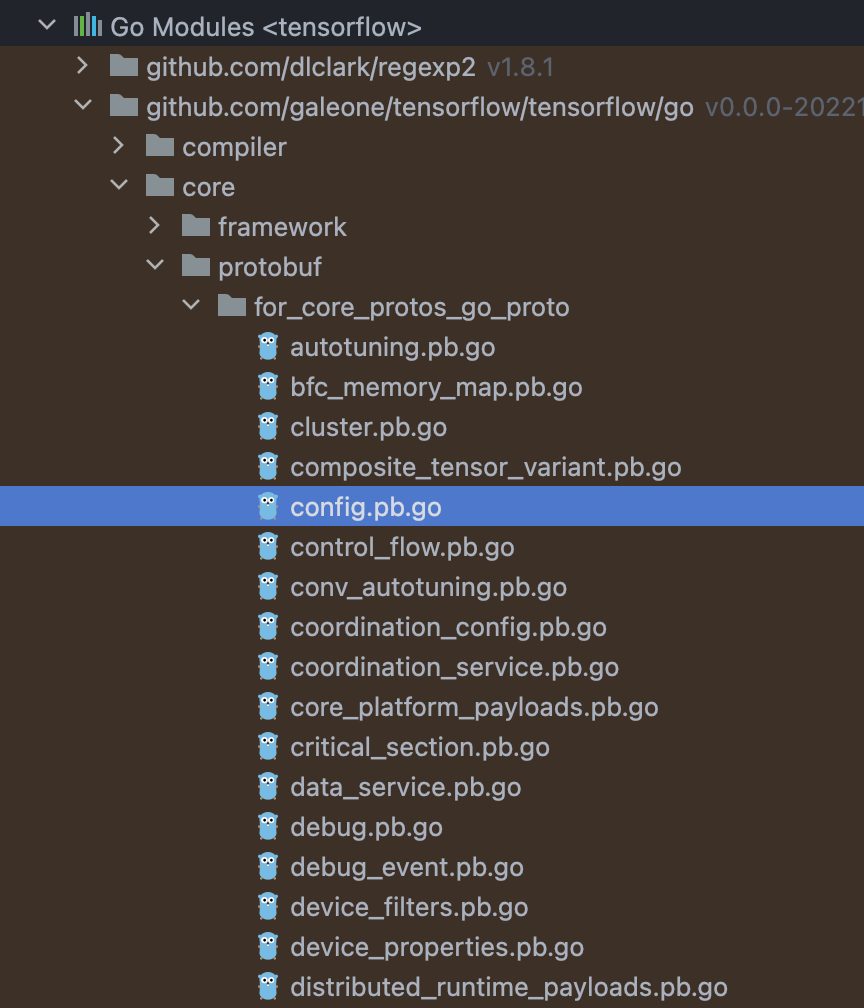 Go Modules <tensorflow>
github.com/dlclark/regexp2 v1.8.1
github.com/galeone/tensorflow/tensorflow/go v0.0.0-20221
compiler
core
framework
protobuf
for_core_protos_go_proto
autotuning.pb.go
bfc_memory_map.pb.go
cluster.pb.go
composite_tensor_variant.pb.go
config.pb.go
control_flow.pb.go
conv_autotuning.pb.go
coordination_config.pb.go
coordination_service.pb.go
core_platform_payloads.pb.go
critical_section.pb.go
data_service.pb.go
debug.pb.go
debug_event.pb.go
device_filters.pb.go
device_properties.pb.go
distributed_runtime_payloads.pb.go